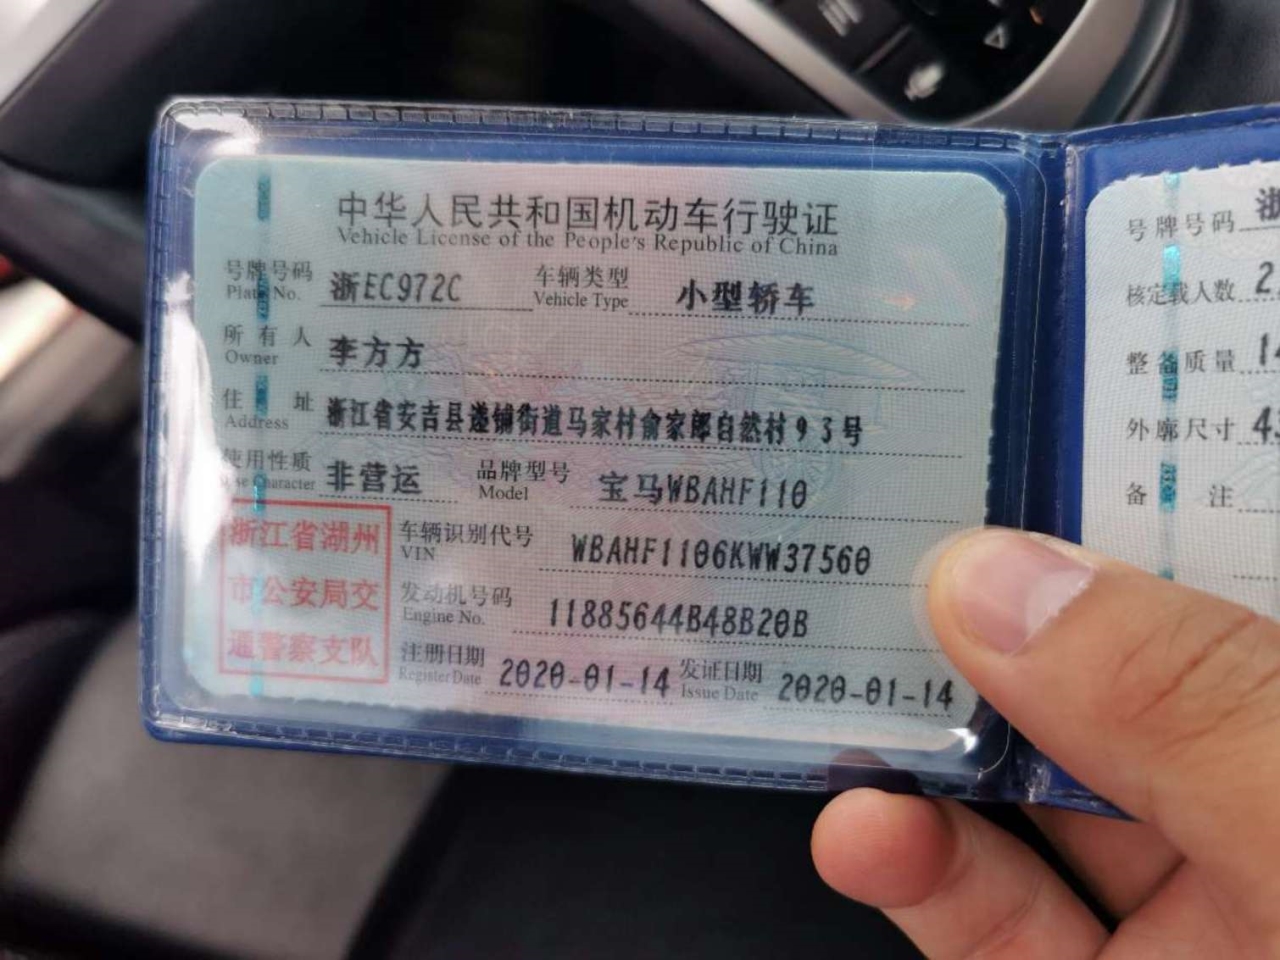 中华人民共和国机动车行驶证
Vehicle License of the People's Republic of China
号牌号码 浙EC972C 车辆类型 小型轿车
Plate No. Vehicle Type
所有人 李方方
Owner
住址 浙江省安吉县递铺街道马家村俞家郎自然村93号
Address
使用性质 非营运 品牌型号 宝马WBAHF110
Use Character Model
浙江省湖州
市公安局交
通警察支队
车辆识别代号 WBAHF1106KWW37560
VIN
发动机号码 11885644B48B20B
Engine No.
注册日期 2020-01-14 发证日期 2020-01-14
Register Date Issue Date
号牌号码 浙
核定载人数
整备质量
外廓尺寸
备注